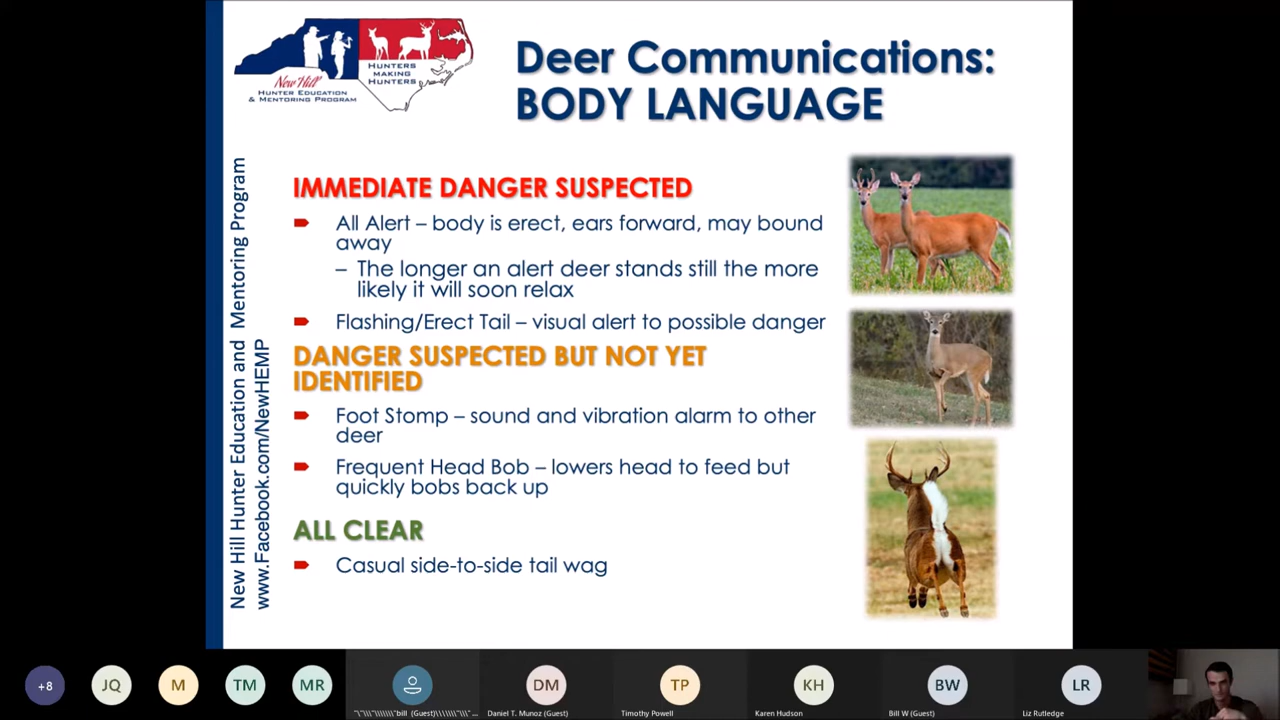 New Hill
HUNTER EDUCATION
& MENTORING PROGRAM
HUNTERS
MAKING
HUNTERS
Deer Communications:
BODY LANGUAGE
New Hill Hunter Education and Mentoring Program
www.Facebook.com/NewHEMP
IMMEDIATE DANGER SUSPECTED
All Alert – body is erect, ears forward, may bound
away
– The longer an alert deer stands still the more
likely it will soon relax
Flashing/Erect Tail – visual alert to possible danger
DANGER SUSPECTED BUT NOT YET
IDENTIFIED
Foot Stomp – sound and vibration alarm to other
deer
Frequent Head Bob – lowers head to feed but
quickly bobs back up
ALL CLEAR
Casual side-to-side tail wag
+8
JQ
M
TM
MR
"\"\"\"\\\\\\\"bill (Guest)\\\\\\\"\\\"
DM
Daniel T. Munoz (Guest)
TP
Timothy Powell
KH
Karen Hudson
BW
Bill W (Guest)
LR
Liz Rutledge